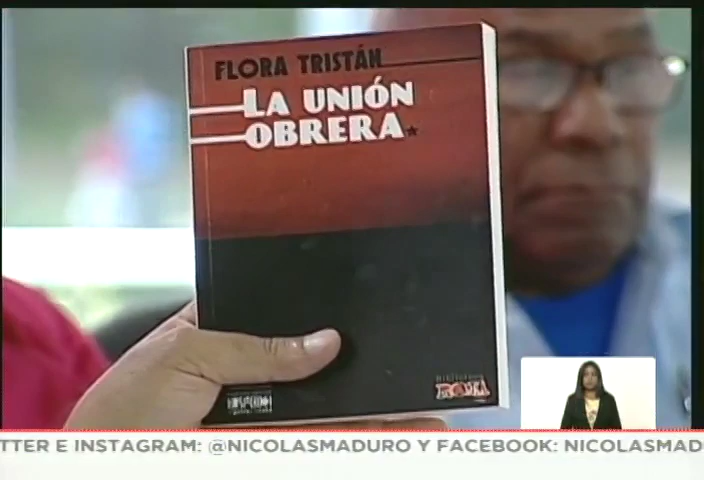 FLORA TRISTÁN
LA UNIÓN
OBRERA
TTER E INSTAGRAM: @NICOLASMADURO Y FACEBOOK: NICOLASMAD